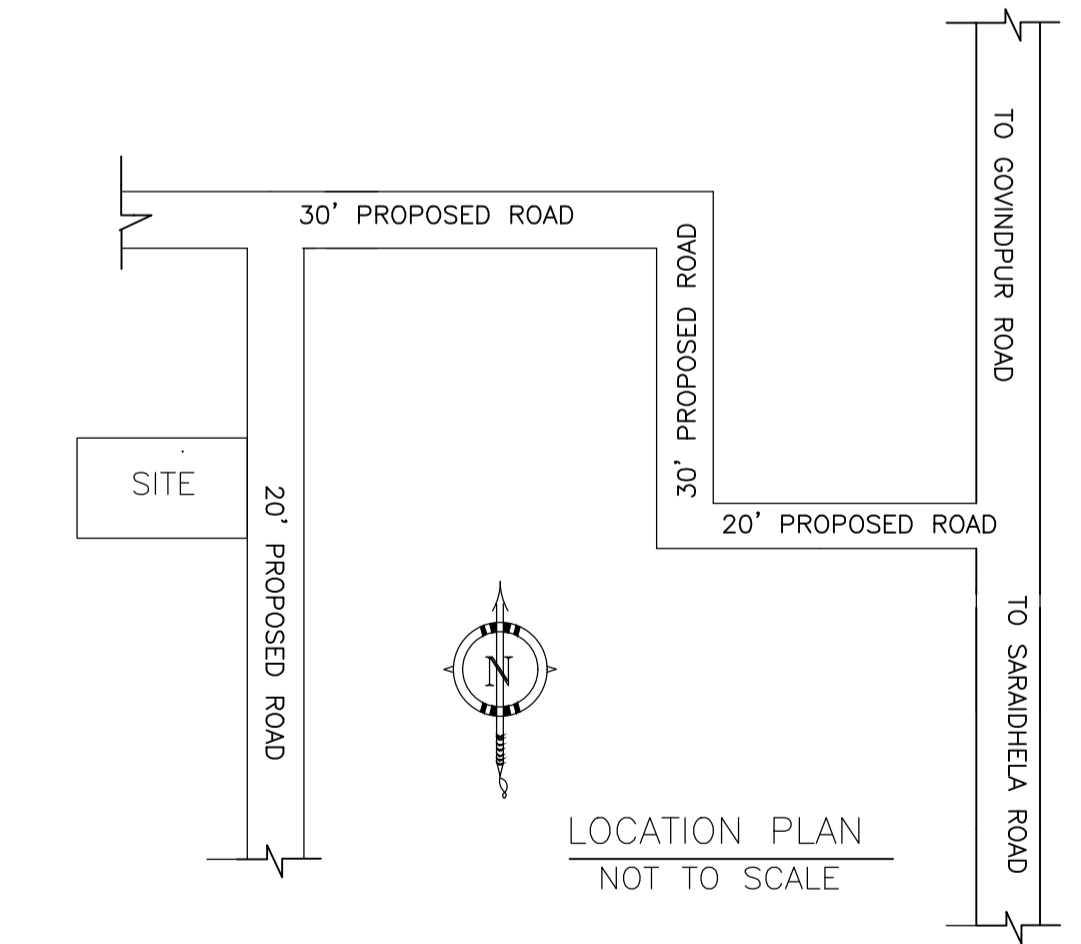 TO GOVINDPUR ROAD
30' PROPOSED ROAD
30' PROPOSED ROAD
SITE
20' PROPOSED ROAD
20' PROPOSED ROAD
TO SARAIDHELA ROAD
N
LOCATION PLAN
NOT TO SCALE